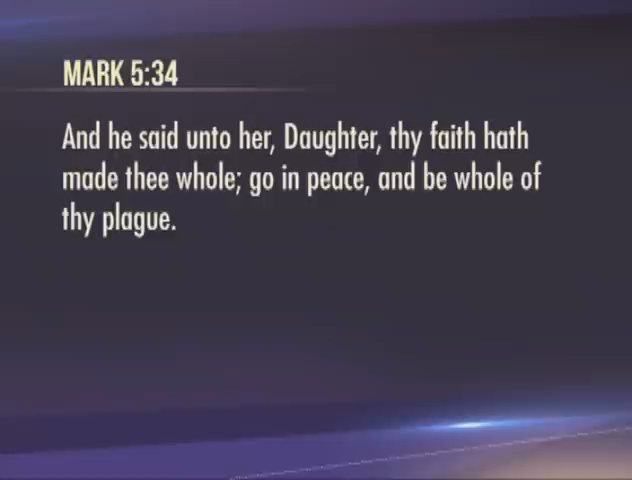 MARK 5:34
And he said unto her, Daughter, thy faith hath
made thee whole; go in peace, and be whole of
thy plague.